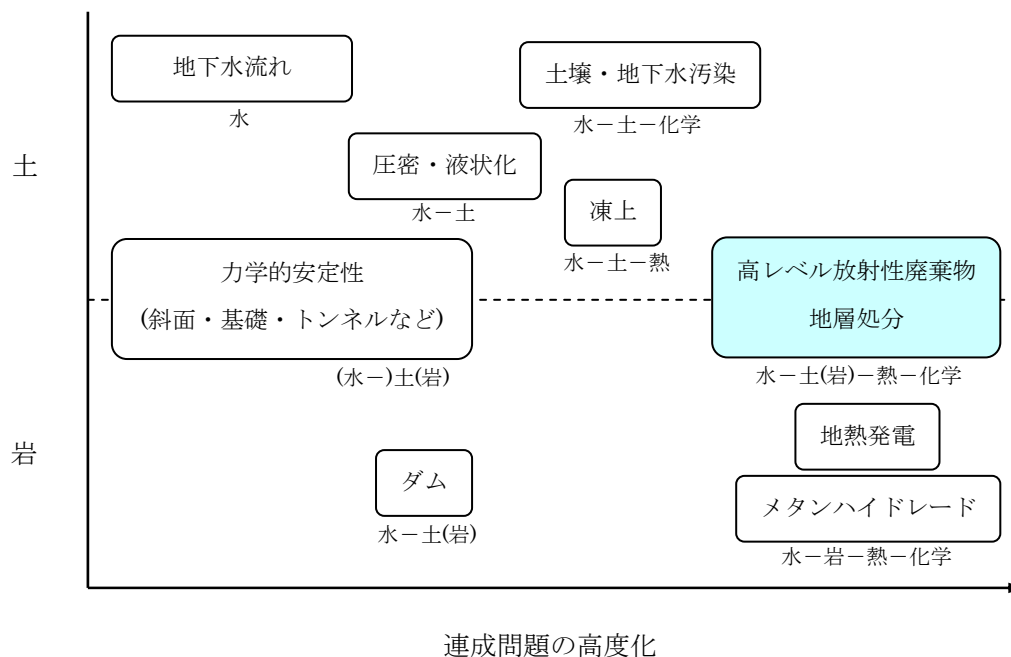 地下水流れ
水
土壌・地下水汚染
水－土－化学
土
圧密・液状化
水－土
凍上
水－土－熱
力学的安定性
(斜面・基礎・トンネルなど)
(水－)土(岩)
高レベル放射性廃棄物
地層処分
水－土(岩)－熱－化学
岩
ダム
水－土(岩)
地熱発電
メタンハイドレード
水－岩－熱－化学
連成問題の高度化